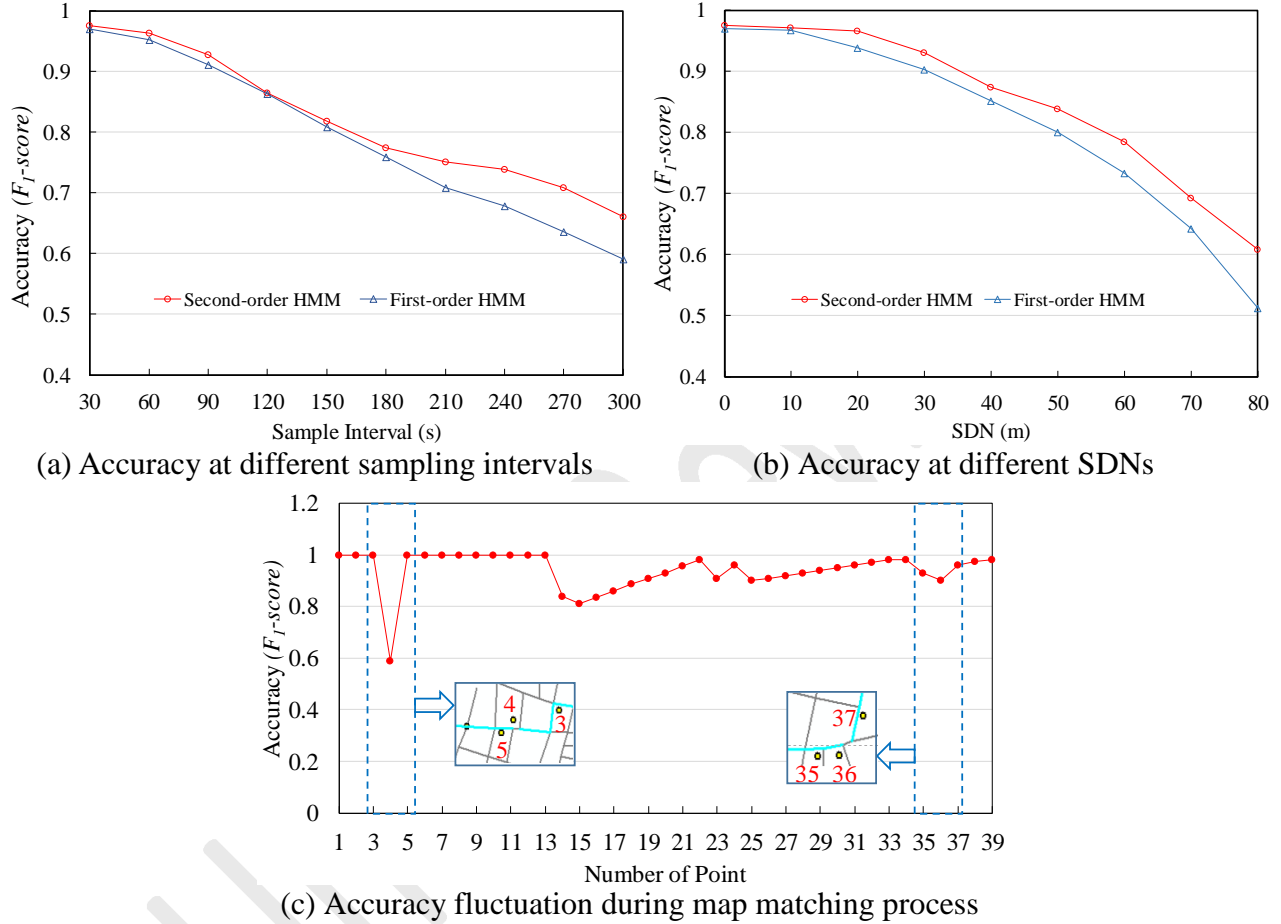 1
0.9
0.8
0.7
0.6
0.5
0.4
Accuracy (F1-score)
Second-order HMM
First-order HMM
30 60 90 120 150 180 210 240 270 300
Sample Interval (s)
(a) Accuracy at different sampling intervals
1
0.9
0.8
0.7
0.6
0.5
0.4
Accuracy (F1-score)
Second-order HMM
First-order HMM
0 10 20 30 40 50 60 70 80
SDN (m)
(b) Accuracy at different SDNs
1.2
1
0.8
0.6
0.4
0.2
0
Accuracy (F1-score)
4
3
5
37
35 36
1 3 5 7 9 11 13 15 17 19 21 23 25 27 29 31 33 35 37 39
Number of Point
(c) Accuracy fluctuation during map matching process